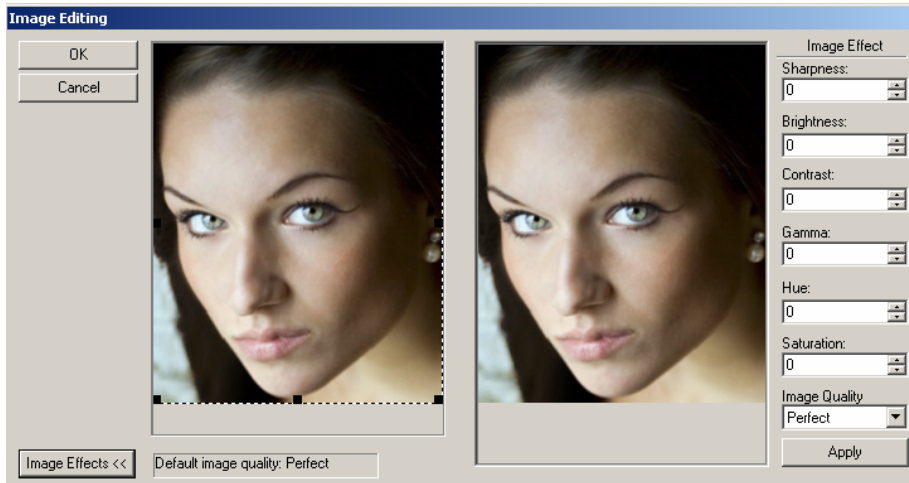 Image Editing
OK
Cancel
Image Effect
Sharpness:
0
Brightness:
0
Contrast:
0
Gamma:
0
Hue:
0
Saturation:
0
Image Quality
Perfect
Apply
Image Effects <<
Default image quality: Perfect